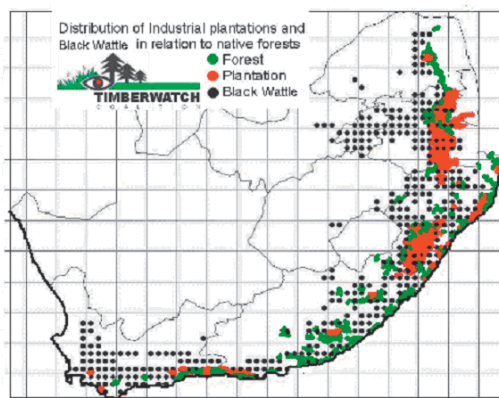 Distribution of Industrial plantations and
Black Wattle in relation to native forests
Forest
Plantation
Black Wattle
TIMBERWATCH
COALITION